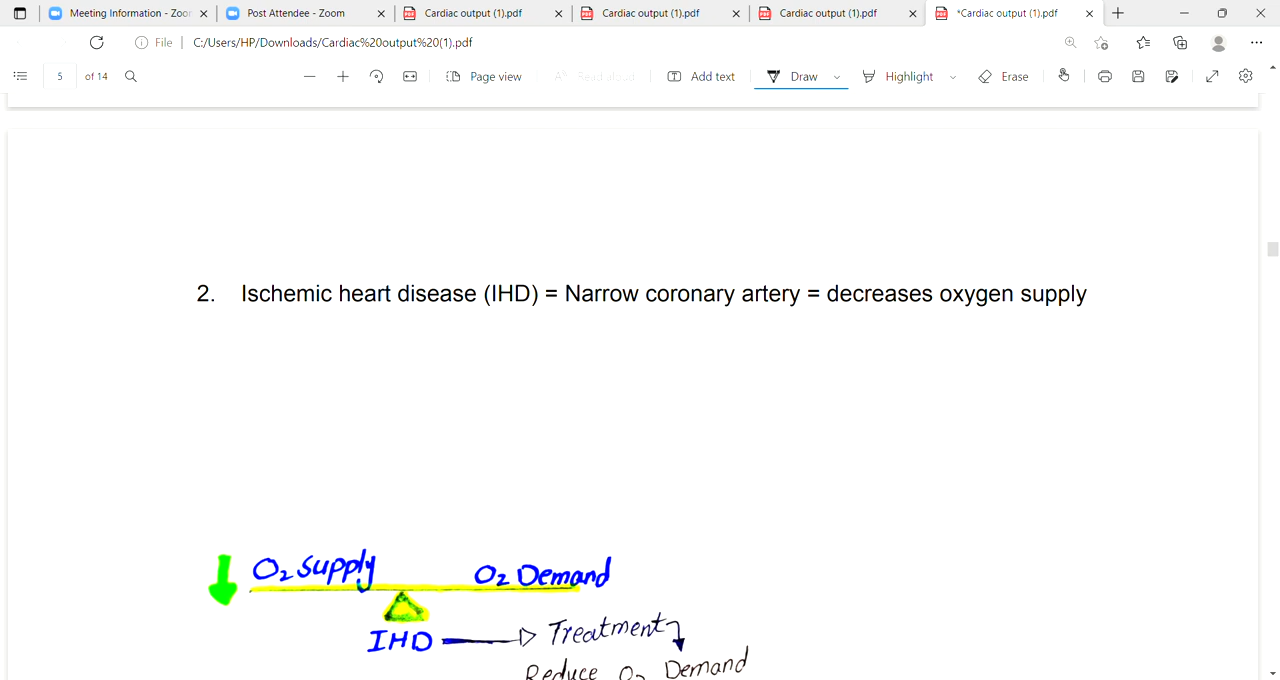 Meeting Information - Zoor
Post Attendee - Zoom
Cardiac output (1).pdf
Cardiac output (1).pdf
Cardiac output (1).pdf
*Cardiac output (1).pdf
File
C:/Users/HP/Downloads/Cardiac%20output%20(1).pdf
5 of 14
Page view
Read aloud
Add text
Draw
Highlight
Erase
2. Ischemic heart disease (IHD) = Narrow coronary artery = decreases oxygen supply
O₂ Supply
O₂ Demand
IHD
Treatment
Reduce O₂ Demand